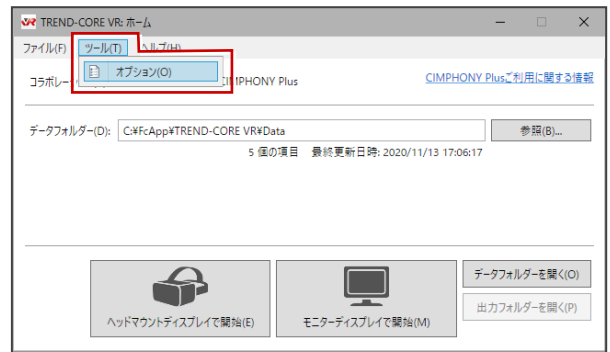 TREND-CORE VR: ホーム
ファイル(F) ツール(T) ヘルプ(H)
オプション(O)
コラボレー CIMPHONY Plus CIMPHONY Plusご利用に関する情報
データフォルダー(D): C:¥FcApp¥TREND-CORE VR¥Data 参照(B)...
5 個の項目 最終更新日時: 2020/11/13 17:06:17
データフォルダーを開く(O)
出力フォルダーを開く(P)
ヘッドマウントディスプレイで開始(E) モニターディスプレイで開始(M)